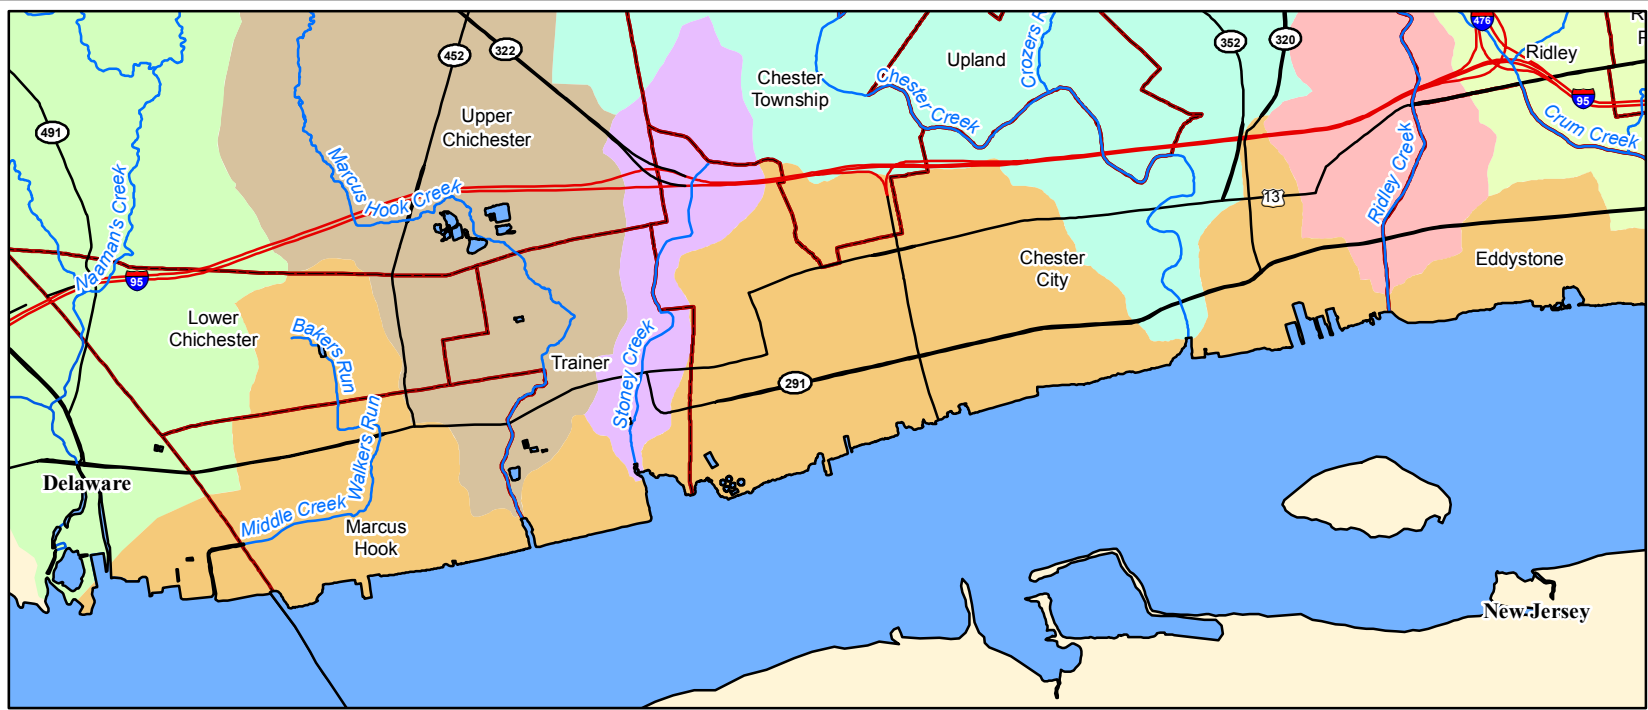 476
452
322
352
320
R
F
Ridley
Upland
Crozers R
Chester
Township
Chester Creek
95
Crum Creek
Upper
Chichester
491
Marcus Hook Creek
Ridley Creek
13
Naaman's Creek
95
Chester
City
Eddystone
Lower
Chichester
Bakers Run
Trainer
Stoney Creek
291
Walkers Run
Delaware
Middle Creek
Marcus
Hook
New Jersey